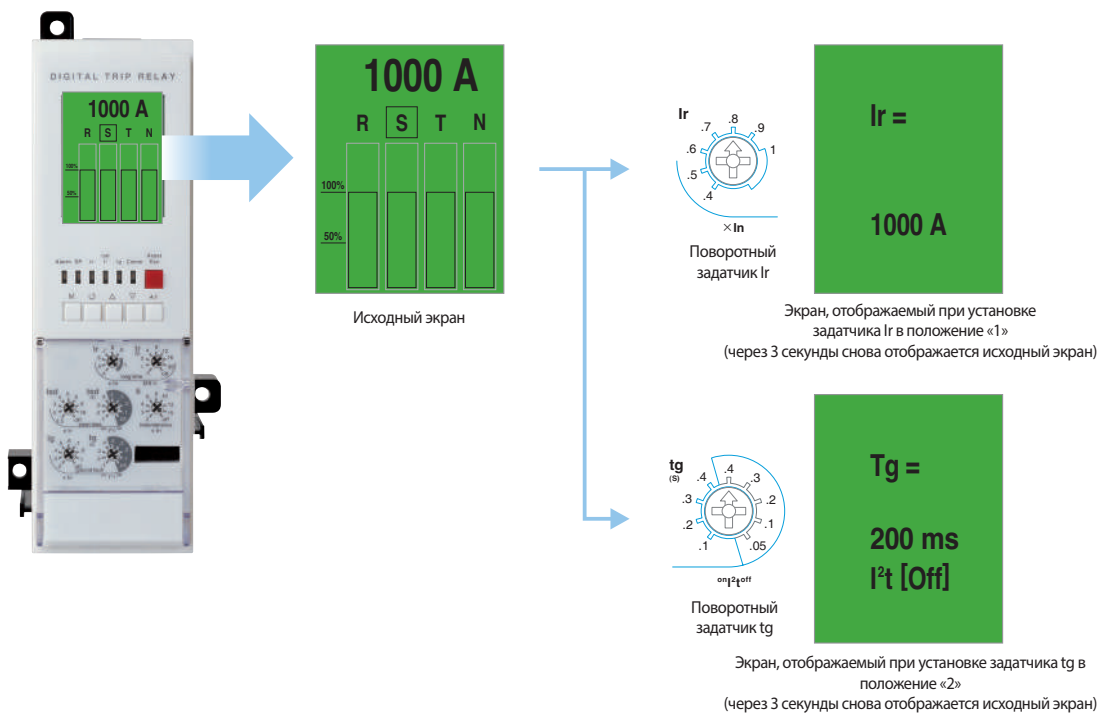 DIGITAL TRIP RELAY
1000 A
R S T N
100%
50%
1000 A
R S T N
100%
50%
Исходный экран
Ir
.4 .5 .6 .7 .8 .9 1
×In
Поворотный
задатчик Ir
Ir =
1000 A
Экран, отображаемый при установке
задатчика Ir в положение «1»
(через 3 секунды снова отображается исходный экран)
tg
(S)
.1 .2 .3 .4 .4 .3 .2 .1 .05
on I²t off
Поворотный
задатчик tg
Tg =
200 ms
I²t [Off]
Экран, отображаемый при установке задатчика tg в
положение «2»
(через 3 секунды снова отображается исходный экран)